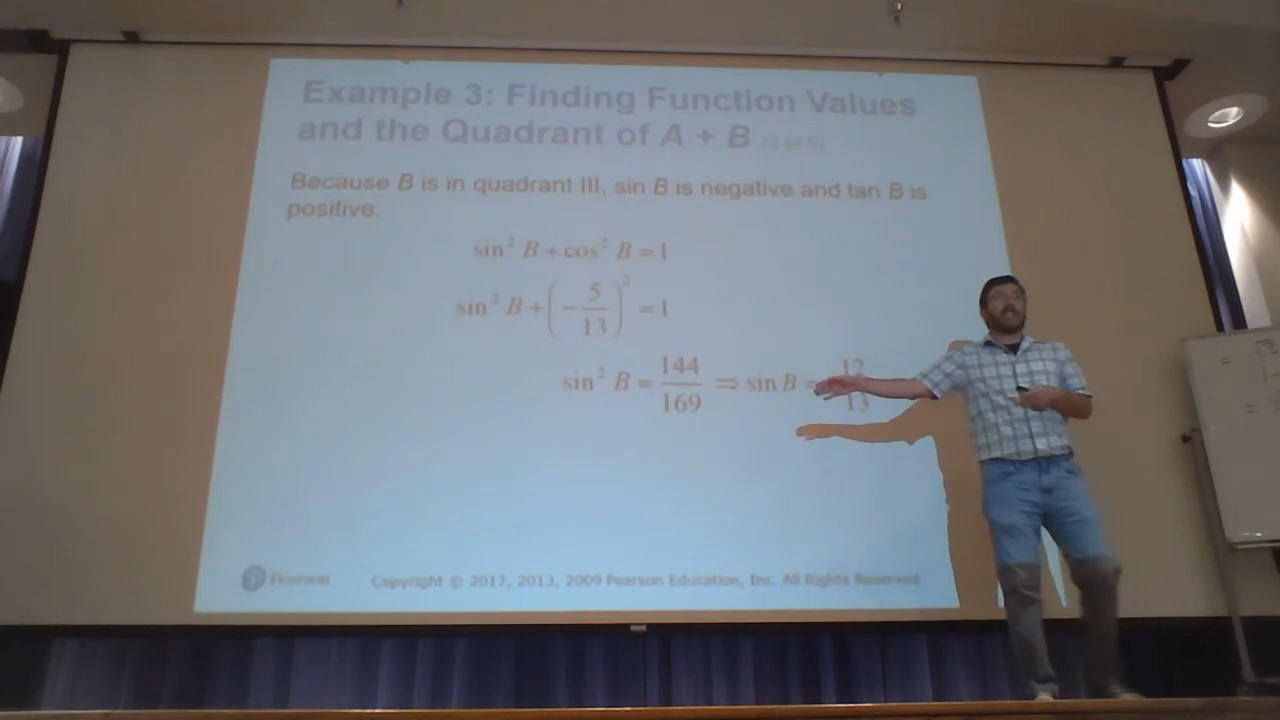 Example 3: Finding Function Values
and the Quadrant of A + B
Because B is in quadrant III, sin B is negative and tan B is
positive.
sin² B + cos² B = 1
sin² B + (−5/13)² = 1
sin² B = 144/169 ⇒ sin B = 12/13
Pearson
Copyright © 2017, 2013, 2009 Pearson Education, Inc. All Rights Reserved